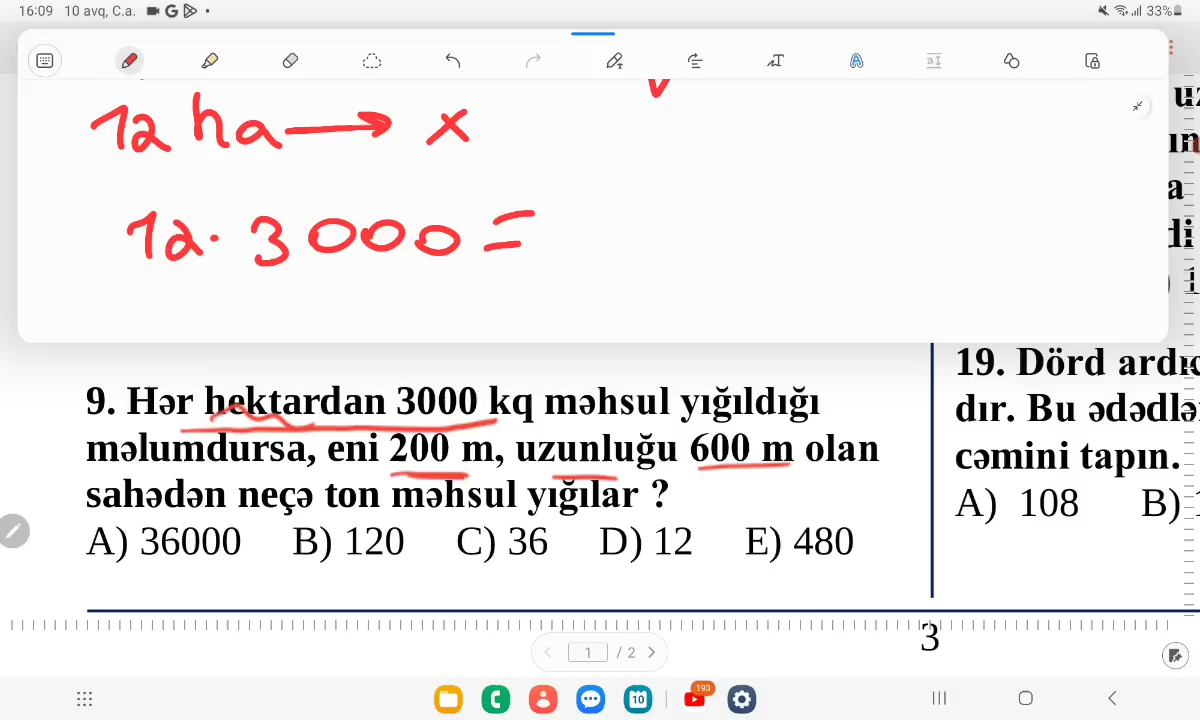 16:09 10 avq, C.a. 33%
12 ha → x
12 · 3000 =
9. Hər hektardan 3000 kq məhsul yığıldığı
məlumdursa, eni 200 m, uzunluğu 600 m olan
sahədən neçə ton məhsul yığılar ?
A) 36000 B) 120 C) 36 D) 12 E) 480
19. Dörd ardıc
dır. Bu ədədlə
cəmini tapın.
A) 108 B)
3
1 / 2
10
193